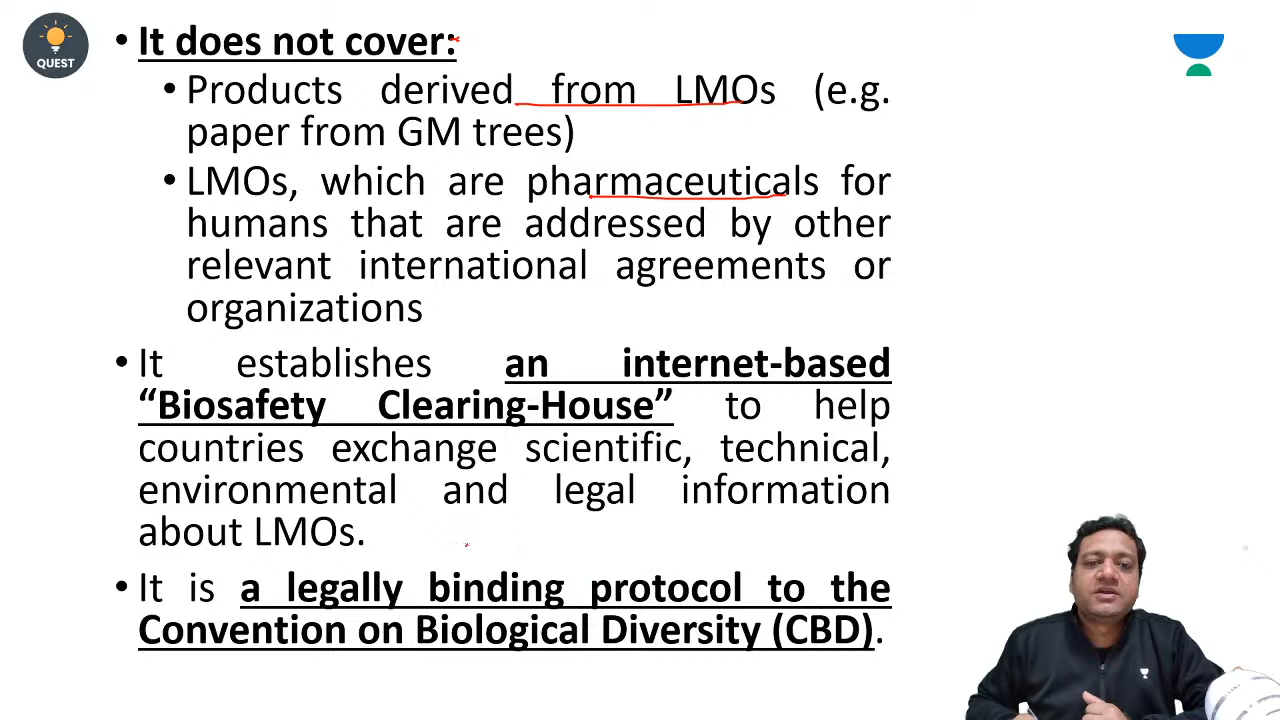 QUEST
• It does not cover:
• Products derived from LMOs (e.g.
paper from GM trees)
• LMOs, which are pharmaceuticals for
humans that are addressed by other
relevant international agreements or
organizations
• It establishes an internet-based
“Biosafety Clearing-House” to help
countries exchange scientific, technical,
environmental and legal information
about LMOs.
• It is a legally binding protocol to the
Convention on Biological Diversity (CBD).